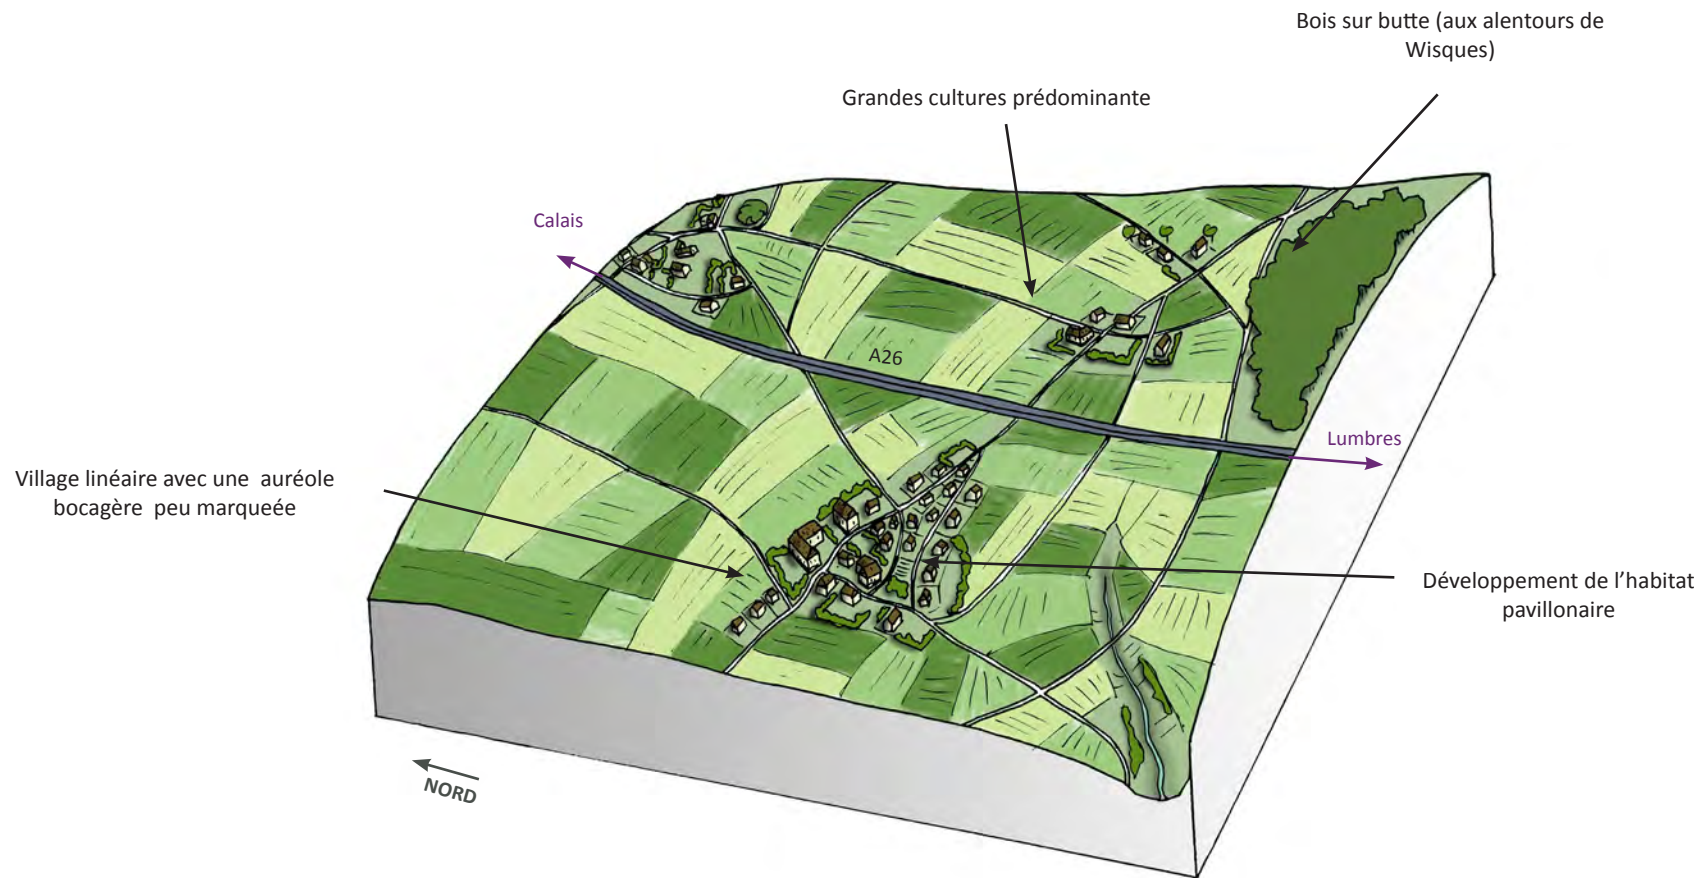 Bois sur butte (aux alentours de
Wisques)
Grandes cultures prédominante
Calais
A26
Lumbres
Village linéaire avec une auréole
bocagère peu marqueée
Développement de l’habitat
pavillonaire
NORD